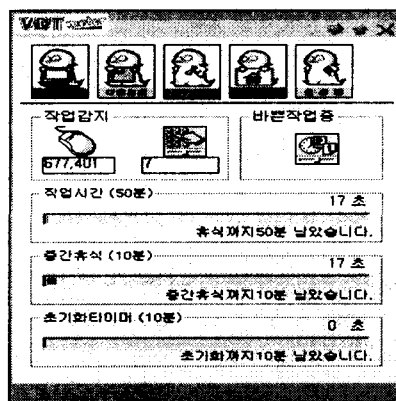 VDT
작업감지
바쁜작업중
677,401
7
작업시간 (50분)
17 초
휴식까지50분 남았습니다.
중간휴식 (10분)
17 초
중간휴식까지10분 남았습니다.
초기화타이머 (10분)
0 초
초기화까지10분 남았습니다.